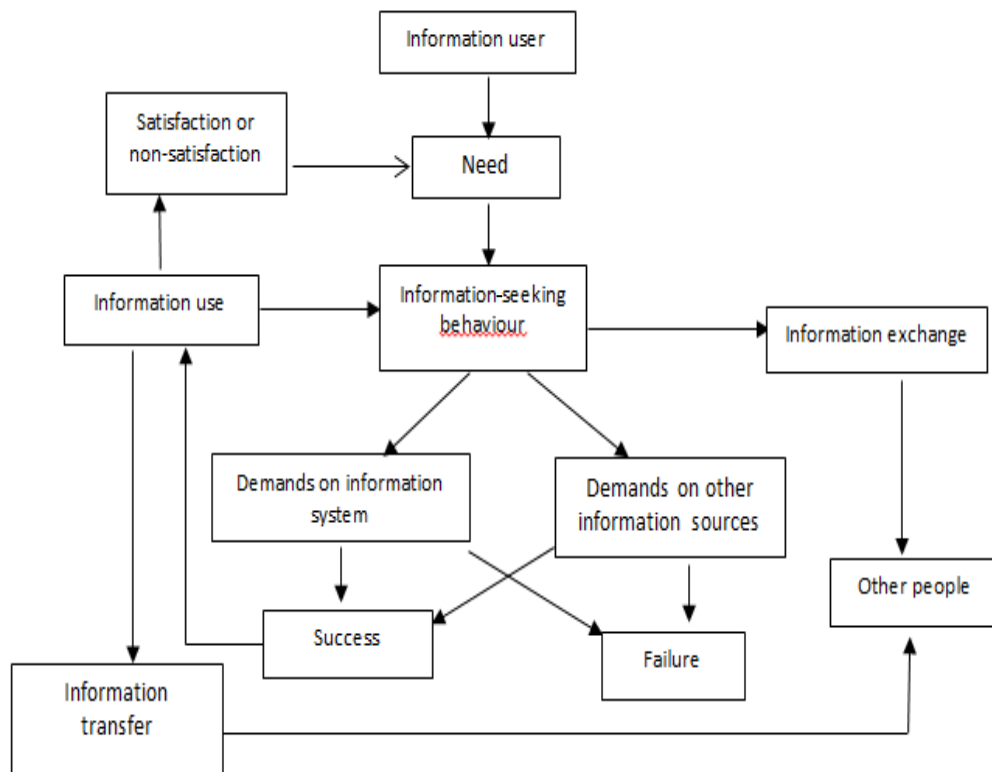 Information user
Satisfaction or
non-satisfaction
Need
Information use
Information-seeking
behaviour
Information exchange
Demands on information
system
Demands on other
information sources
Other people
Success
Failure
Information
transfer